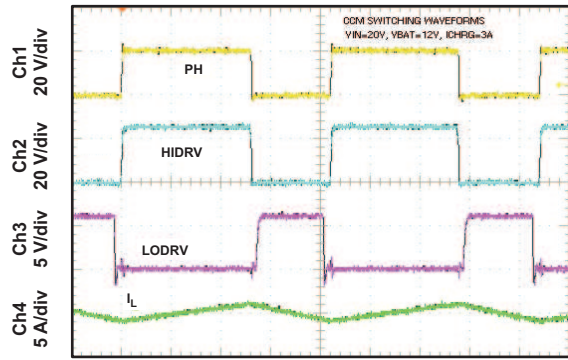 CCM SWITCHING WAVEFORMS
VIN=20V, VBAT=12V, ICHRG=3A
Ch1
20 V/div
PH
Ch2
20 V/div
HIDRV
Ch3
5 V/div
LODRV
Ch4
5 A/div
IL